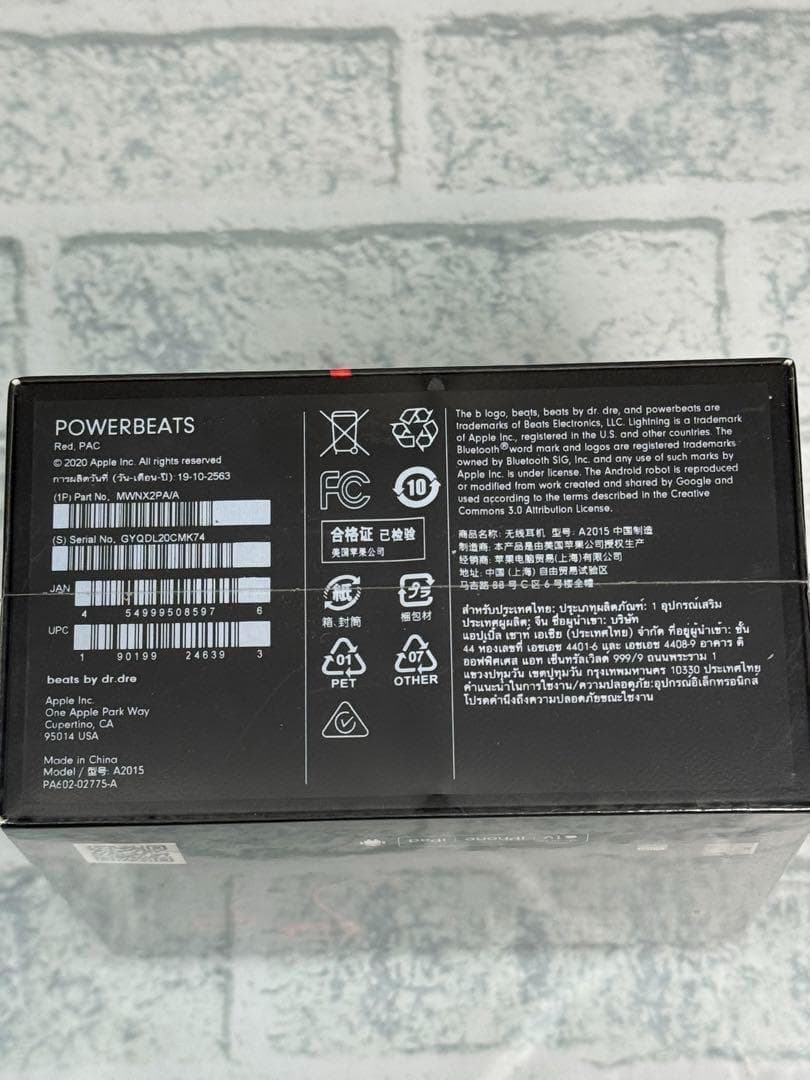 POWERBEATS
Red, PAC
© 2020 Apple Inc. All rights reserved
การผลิตวันที่ (วัน-เดือน-ปี): 19-10-2563
(1P) Part No. MWNX2PA/A
(S) Serial No. GYQDL20CMK74
JAN
4 549995 085976
UPC
1 90199 24639 3
beats by dr.dre
Apple Inc.
One Apple Park Way
Cupertino, CA
95014 USA
Made in China
Model / 型号: A2015
PA602-02775-A
FC
10
合格证 已检验
美国苹果公司
紙
プラ
箱、封筒
梱包材
01
PET
07
OTHER
The b logo, beats, beats by dr. dre, and powerbeats are
trademarks of Beats Electronics, LLC. Lightning is a trademark
of Apple Inc., registered in the U.S. and other countries. The
Bluetooth® word mark and logos are registered trademarks
owned by Bluetooth SIG, Inc. and any use of such marks by
Apple Inc. is under license. The Android robot is reproduced
or modified from work created and shared by Google and
used according to the terms described in the Creative
Commons 3.0 Attribution License.
商品名称: 无线耳机 型号: A2015 中国制造
制造商: 本产品是由美国苹果公司授权生产
经销商: 苹果电脑贸易(上海)有限公司
地址: 中国 (上海) 自由贸易试验区
马吉路 88 号 C 区 6 号楼全幢
สำหรับประเทศไทย: ประเภทผลิตภัณฑ์: 1 อุปกรณ์เสริม
ประเทศผู้ผลิต: จีน ชื่อผู้นำเข้า: บริษัท
แอปเปิ้ล เซาท์ เอเชีย (ประเทศไทย) จำกัด ที่อยู่ผู้นำเข้า: ชั้น
44 ห้องเลขที่ เอชเอช 4401-6 และ เอชเอช 4408-9 อาคาร ดิ
ออฟฟิศเศส แอท เซ็นทรัลเวิลด์ 999/9 ถนนพระราม 1
แขวงปทุมวัน เขตปทุมวัน กรุงเทพมหานคร 10330 ประเทศไทย
คำแนะนำในการใช้งาน/ความปลอดภัย:อุปกรณ์อิเล็กทรอนิกส์
โปรดคำนึงถึงความปลอดภัยขณะใช้งาน
iPhone
iPad